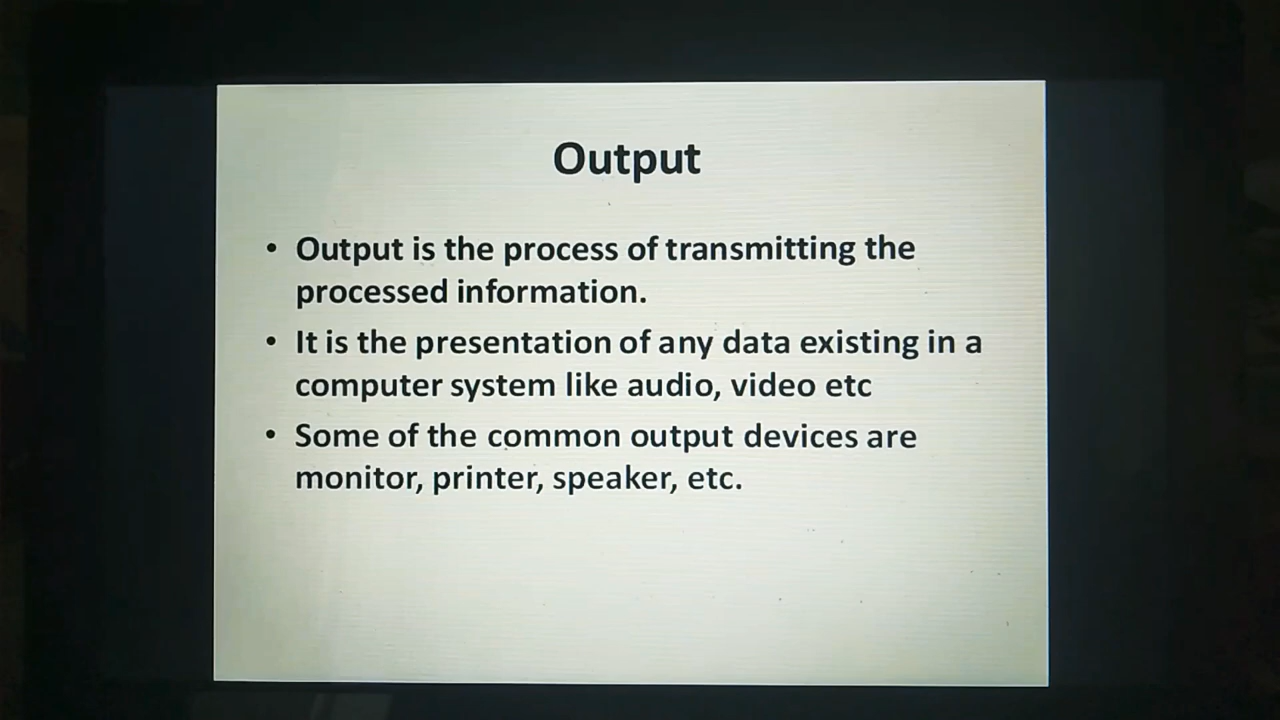 Output
• Output is the process of transmitting the
processed information.
• It is the presentation of any data existing in a
computer system like audio, video etc
• Some of the common output devices are
monitor, printer, speaker, etc.